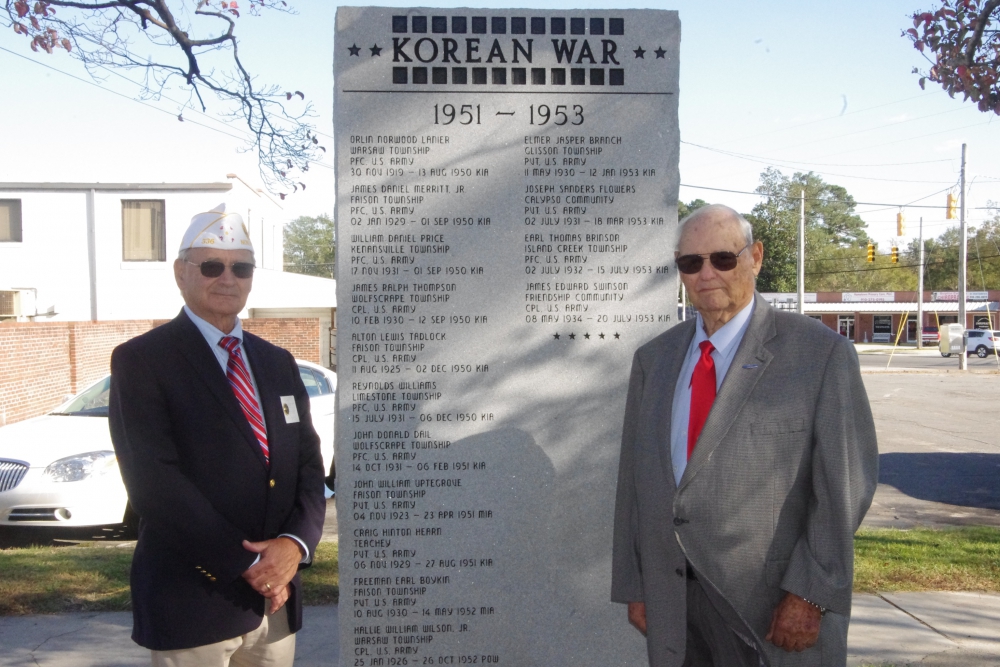 KOREAN WAR
1951 – 1953
ORLIN NORWOOD LANIER
WARSAW TOWNSHIP
PFC. U.S. ARMY
30 NOV 1919 – 13 AUG 1950 KIA
JAMES DANIEL MERRITT, JR
FAISON TOWNSHIP
PFC. U.S. ARMY
02 JAN 1929 – 01 SEP 1950 KIA
WILLIAM DANIEL PRICE
KENANSVILLE TOWNSHIP
PFC. U.S. ARMY
17 NOV 1931 – 01 SEP 1950 KIA
JAMES RALPH THOMPSON
WOLFSCRAPE TOWNSHIP
CPL. U.S. ARMY
10 FEB 1930 – 12 SEP 1950 KIA
ALTON LEWIS TADLOCK
FAISON TOWNSHIP
CPL. U.S. ARMY
11 AUG 1925 – 02 DEC 1950 KIA
REYNOLDS WILLIAMS
LIMESTONE TOWNSHIP
PFC. U.S. ARMY
15 JULY 1931 – 06 DEC 1950 KIA
JOHN DONALD DAIL
WOLFSCRAPE TOWNSHIP
PFC. U.S. ARMY
14 OCT 1931 – 06 FEB 1951 KIA
JOHN WILLIAM UPTEGROVE
FAISON TOWNSHIP
PVT. U.S. ARMY
04 NOV 1923 – 23 APR 1951 MIA
CRAIG HINTON HEARN
TEACHEY
PVT. U.S. ARMY
06 NOV 1929 – 27 AUG 1951 KIA
FREEMAN EARL BOYKIN
FAISON TOWNSHIP
PVT. U.S. ARMY
10 AUG 1930 – 14 MAY 1952 MIA
HALLIE WILLIAM WILSON, JR.
WARSAW TOWNSHIP
CPL. U.S. ARMY
25 JAN 1926 – 26 OCT 1952 POW
ELMER JASPER BRANCH
GLISSON TOWNSHIP
PVT. U.S. ARMY
11 MAY 1930 – 12 JAN 1953 KIA
JOSEPH SANDERS FLOWERS
CALYPSO COMMUNITY
PVT U.S. ARMY
02 JULY 1931 – 18 MAR 1953 KIA
EARL THOMAS BRINSON
ISLAND CREEK TOWNSHIP
PFC. U.S. ARMY
02 JULY 1932 – 15 JULY 1953 KIA
JAMES EDWARD SWINSON
FRIENDSHIP COMMUNITY
CPL. U.S. ARMY
08 MAY 1934 – 20 JULY 1953 KIA